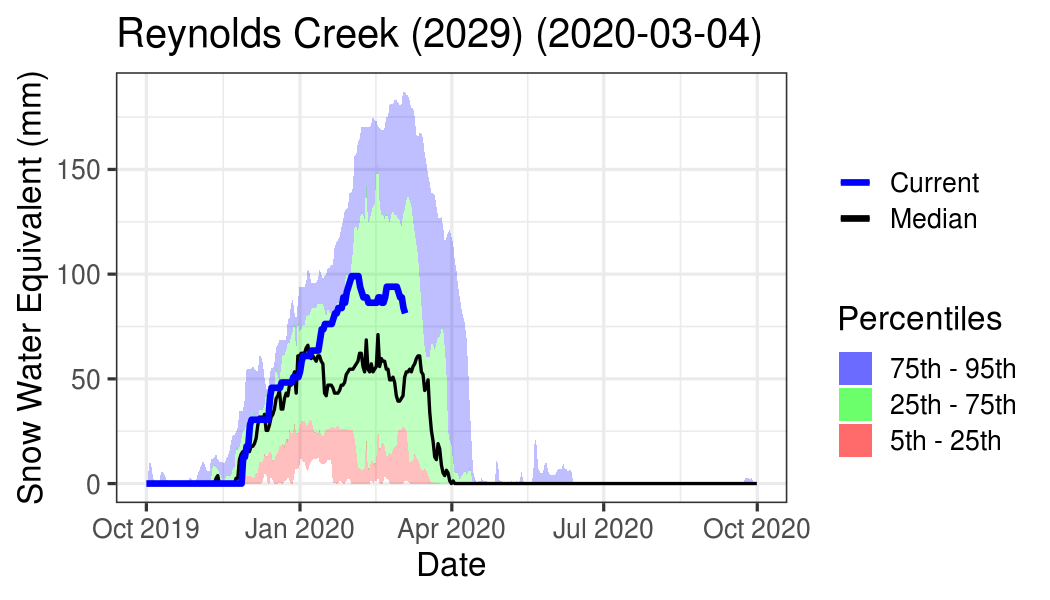 Reynolds Creek (2029) (2020-03-04)
Snow Water Equivalent (mm)
150
100
50
0
Oct 2019
Jan 2020
Apr 2020
Jul 2020
Oct 2020
Date
Current
Median
Percentiles
75th - 95th
25th - 75th
5th - 25th